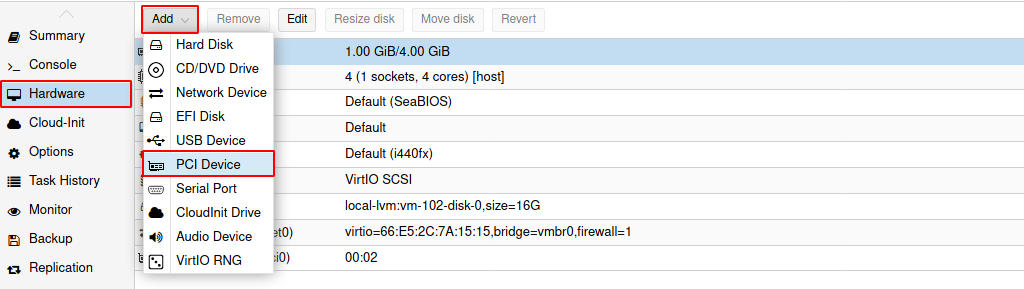 Add
Remove
Edit
Resize disk
Move disk
Revert
Summary
Console
Hardware
Cloud-Init
Options
Task History
Monitor
Backup
Replication
Hard Disk
CD/DVD Drive
Network Device
EFI Disk
USB Device
PCI Device
Serial Port
CloudInit Drive
Audio Device
VirtIO RNG
1.00 GiB/4.00 GiB
4 (1 sockets, 4 cores) [host]
Default (SeaBIOS)
Default
Default (i440fx)
VirtIO SCSI
local-lvm:vm-102-disk-0,size=16G
et0) virtio=66:E5:2C:7A:15:15,bridge=vmbr0,firewall=1
ci0) 00:02